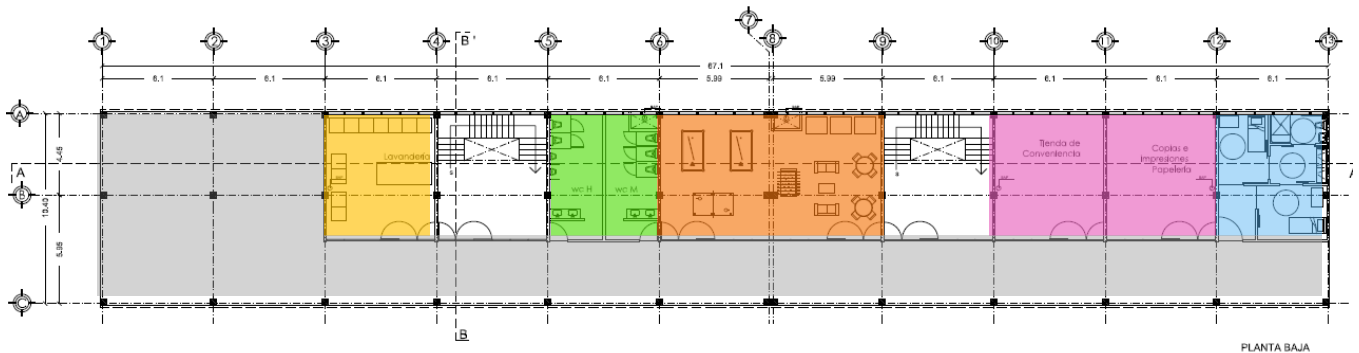 7
1 2 3 4 5 6 8 9 10 11 12 13
B'
67.1
6.1 6.1 6.1 6.1 6.1 5.99 5.99 6.1 6.1 6.1 6.1
A
4.45
A A'
Lavandería
Tienda de
Conveniencia
Copias e
Impresiones
Papelería
WC H WC M
B
10.40
5.95
C
B
PLANTA BAJA